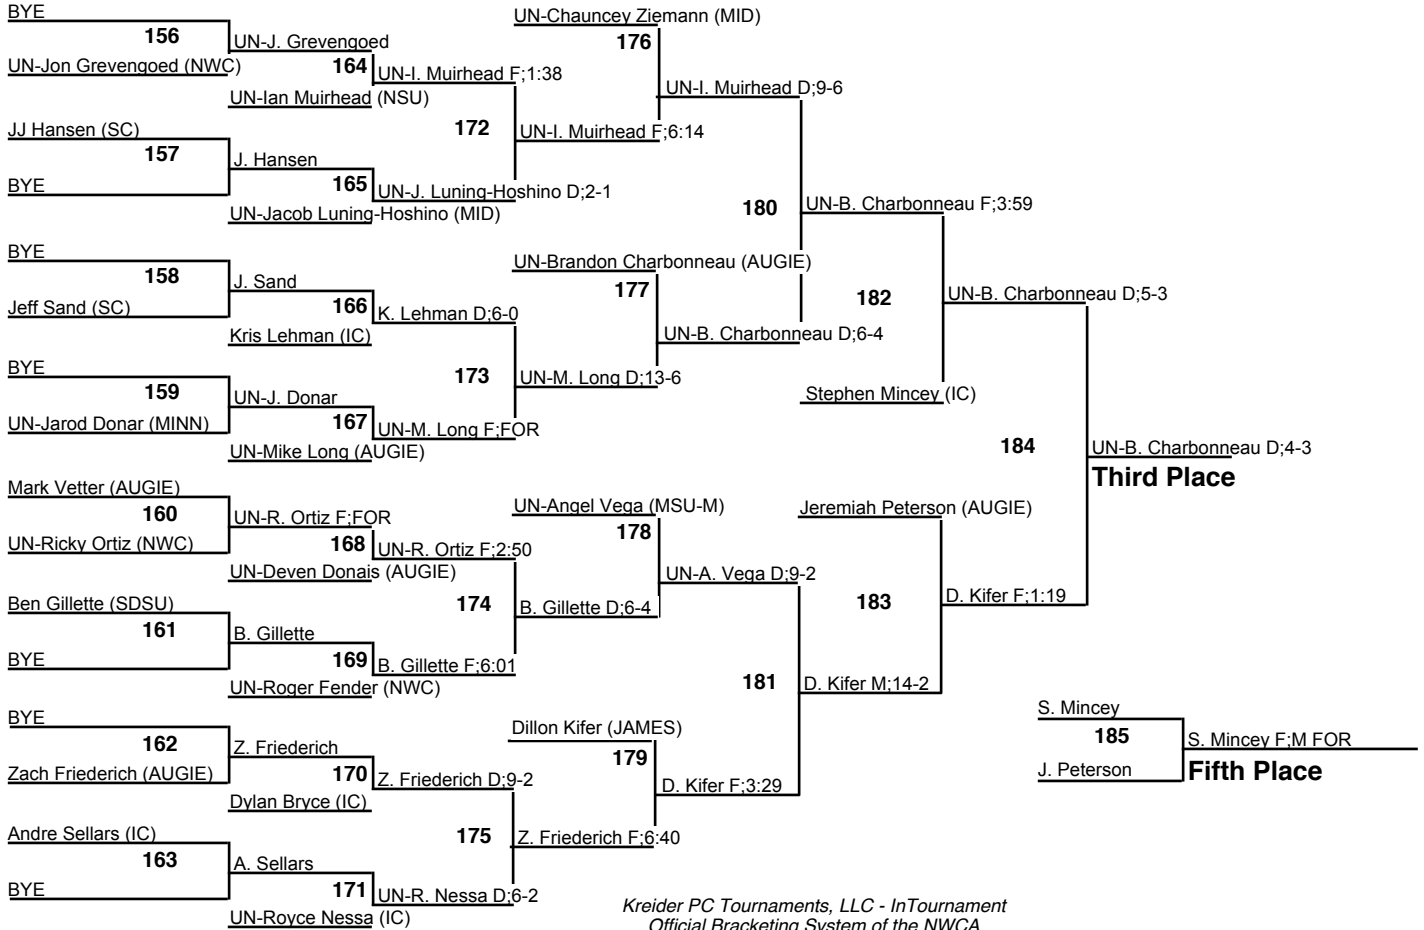 BYE
156
UN-Jon Grevengoed (NWC)
JJ Hansen (SC)
157
BYE
BYE
158
Jeff Sand (SC)
BYE
159
UN-Jarod Donar (MINN)
Mark Vetter (AUGIE)
160
UN-Ricky Ortiz (NWC)
Ben Gillette (SDSU)
161
BYE
BYE
162
Zach Friederich (AUGIE)
Andre Sellars (IC)
163
BYE
UN-J. Grevengoed
164
UN-Ian Muirhead (NSU)
J. Hansen
165
UN-Jacob Luning-Hoshino (MID)
J. Sand
166
Kris Lehman (IC)
UN-J. Donar
167
UN-Mike Long (AUGIE)
UN-R. Ortiz F;FOR
168
UN-Deven Donais (AUGIE)
B. Gillette
169
UN-Roger Fender (NWC)
Z. Friederich
170
Dylan Bryce (IC)
A. Sellars
171
UN-Royce Nessa (IC)
UN-I. Muirhead F;1:38
172
UN-J. Luning-Hoshino D;2-1
K. Lehman D;6-0
173
UN-M. Long F;FOR
UN-R. Ortiz F;2:50
174
B. Gillette F;6:01
Z. Friederich D;9-2
175
UN-R. Nessa D;6-2
UN-Chauncey Ziemann (MID)
176
UN-I. Muirhead F;6:14
UN-Brandon Charbonneau (AUGIE)
177
UN-M. Long D;13-6
UN-Angel Vega (MSU-M)
178
B. Gillette D;6-4
Dillon Kifer (JAMES)
179
Z. Friederich F;6:40
UN-I. Muirhead D;9-6
180
UN-B. Charbonneau D;6-4
UN-A. Vega D;9-2
181
D. Kifer F;3:29
UN-B. Charbonneau F;3:59
182
Stephen Mincey (IC)
Jeremiah Peterson (AUGIE)
183
D. Kifer M;14-2
UN-B. Charbonneau D;5-3
184
D. Kifer F;1:19
UN-B. Charbonneau D;4-3
Third Place
S. Mincey
185
J. Peterson
S. Mincey F;M FOR
Fifth Place
Kreider PC Tournaments, LLC - InTournament
Official Bracketing System of the NWCA